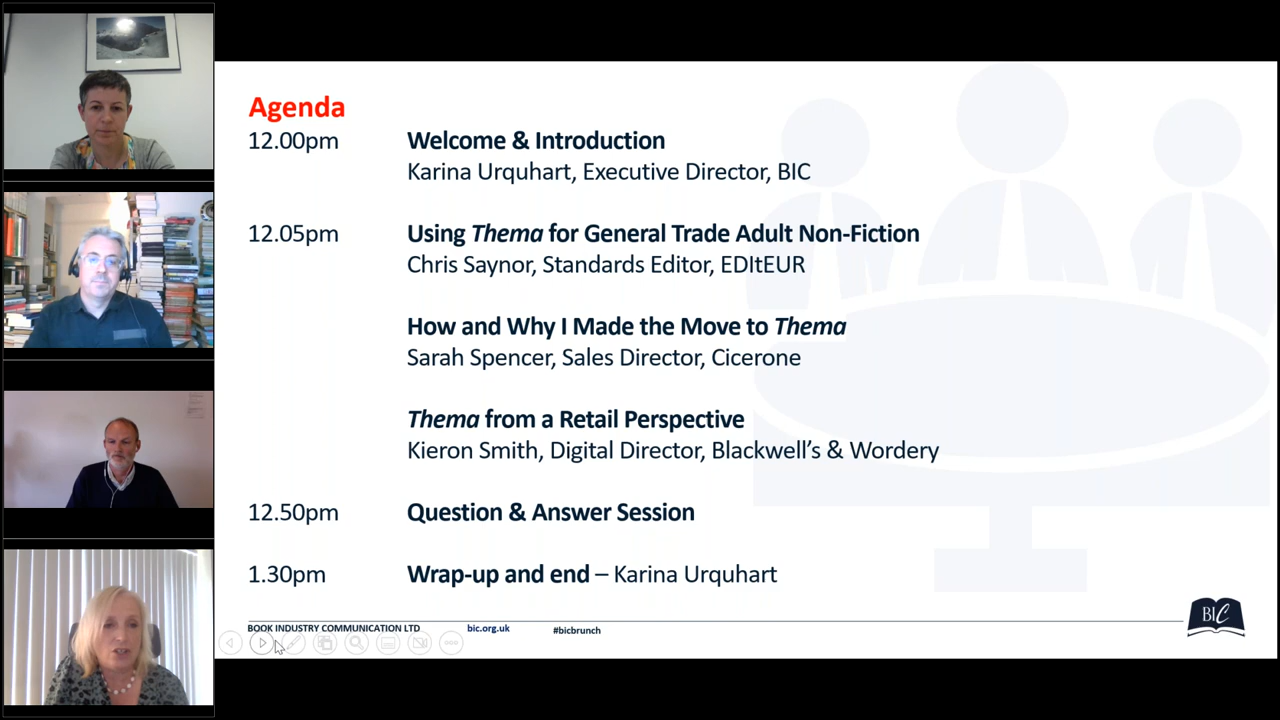 Agenda
12.00pm Welcome & Introduction
Karina Urquhart, Executive Director, BIC
12.05pm Using Thema for General Trade Adult Non-Fiction
Chris Saynor, Standards Editor, EDItEUR
How and Why I Made the Move to Thema
Sarah Spencer, Sales Director, Cicerone
Thema from a Retail Perspective
Kieron Smith, Digital Director, Blackwell’s & Wordery
12.50pm Question & Answer Session
1.30pm Wrap-up and end – Karina Urquhart
BOOK INDUSTRY COMMUNICATION LTD bic.org.uk #bicbrunch
BIC